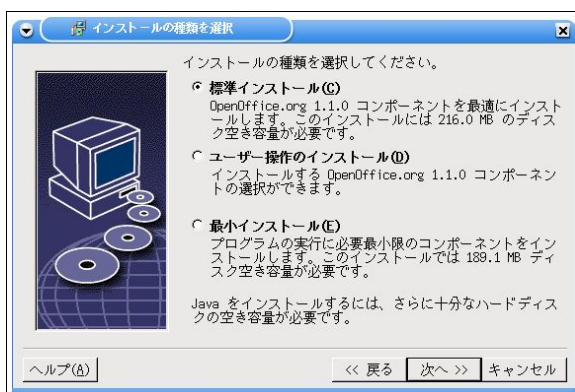 インストールの種類を選択
インストールの種類を選択してください。
標準インストール(C)
OpenOffice.org 1.1.0 コンポーネントを最適にインスト
ールします。このインストールには 216.0 MB のディス
ク空き容量が必要です。
ユーザー操作のインストール(D)
インストールする OpenOffice.org 1.1.0 コンポーネン
トの選択ができます。
最小インストール(E)
プログラムの実行に必要最小限のコンポーネントをイン
ストールします。このインストールでは 189.1 MB ディ
スク空き容量が必要です。
Java をインストールするには、さらに十分なハードディス
クの空き容量が必要です。
ヘルプ(A)
<< 戻る
次へ >>
キャンセル